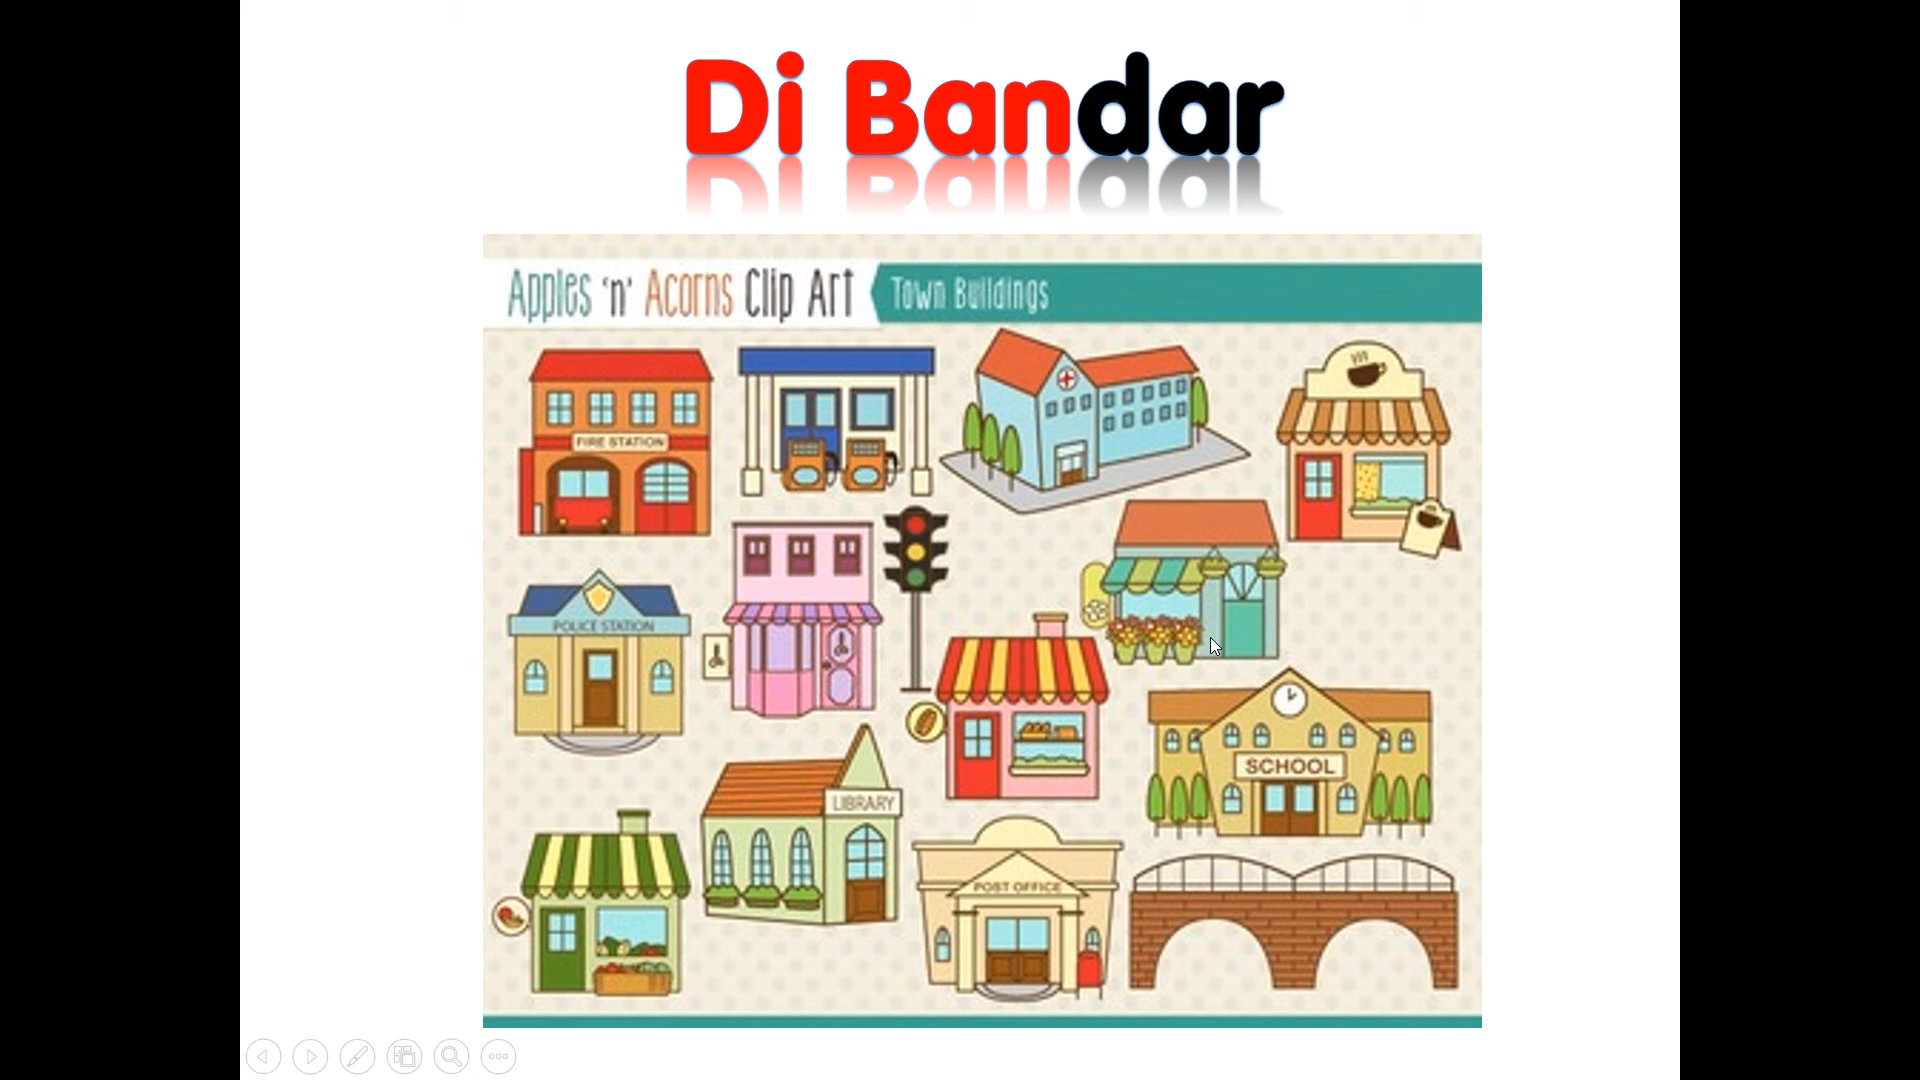 Di Bandar
Apples 'n' Acorns Clip Art
Town Buildings
FIRE STATION
POLICE STATION
SCHOOL
LIBRARY
POST OFFICE